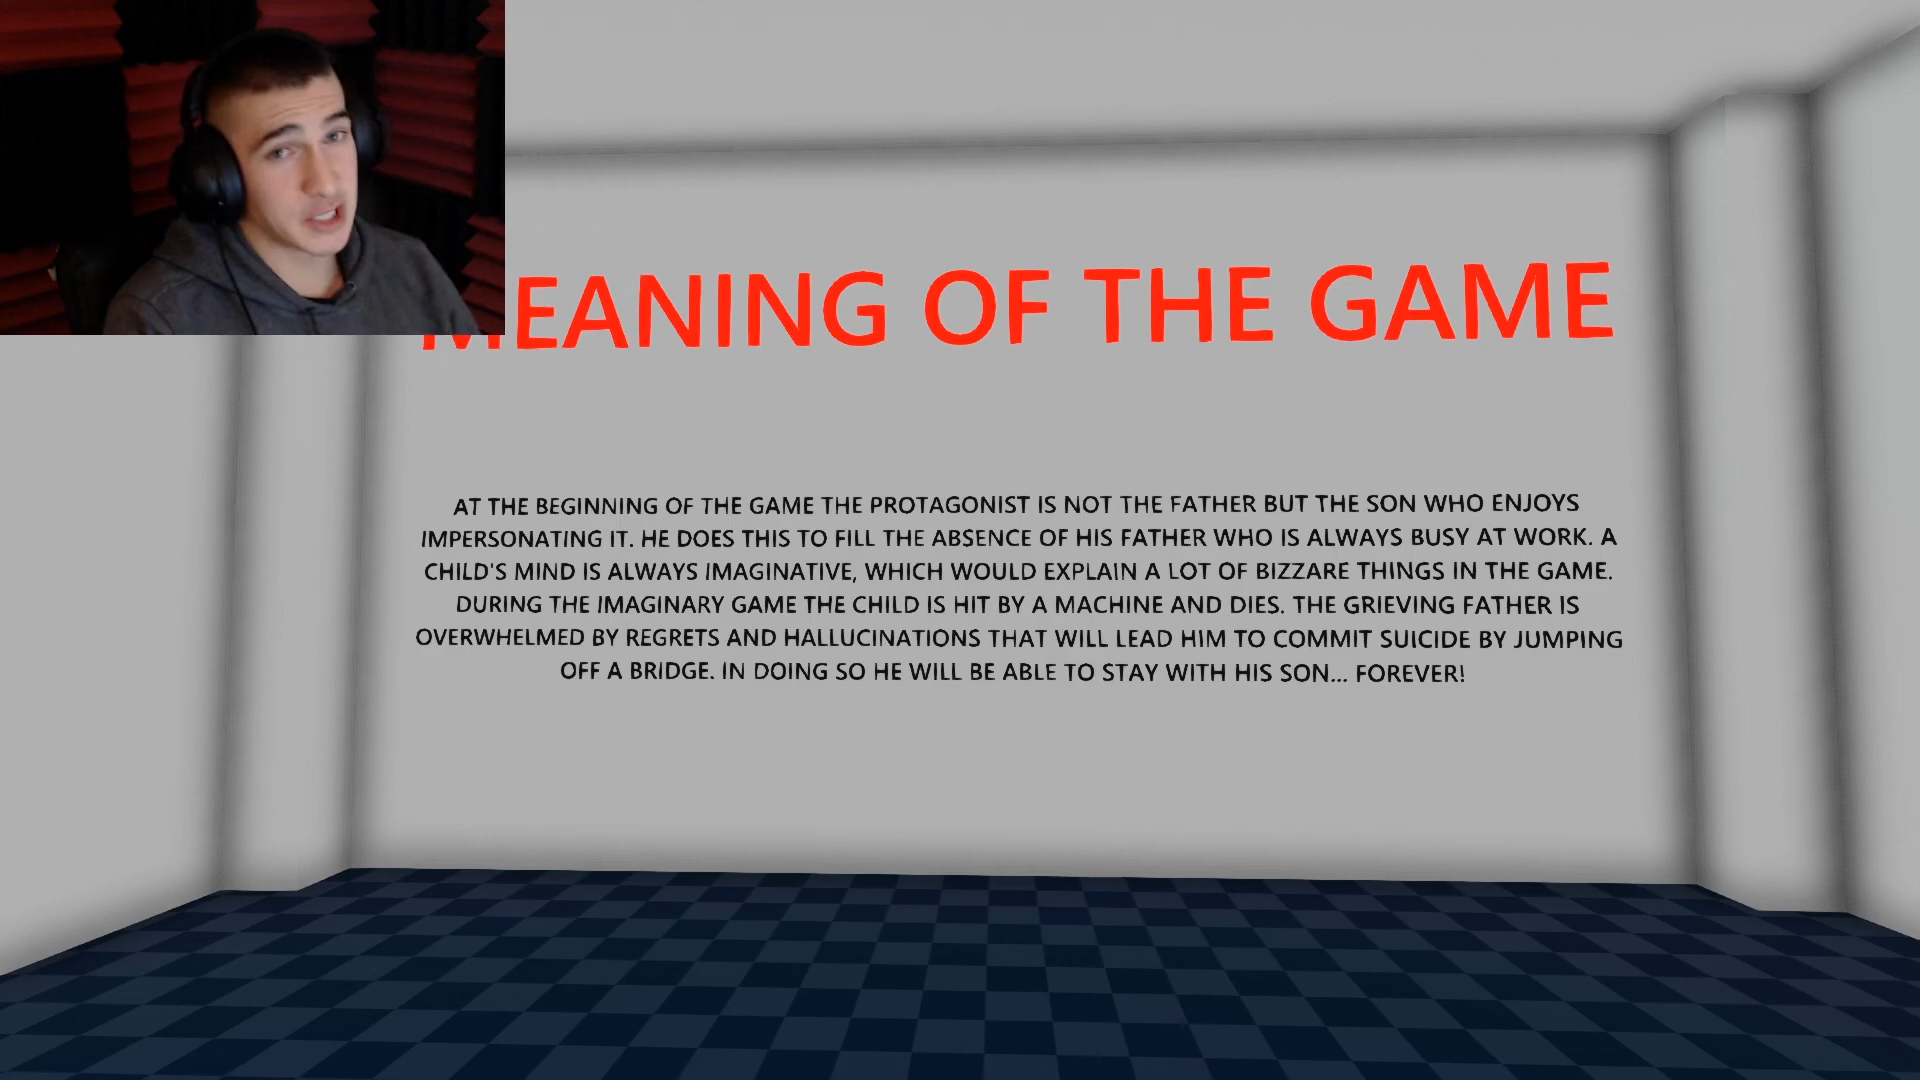 MEANING OF THE GAME
AT THE BEGINNING OF THE GAME THE PROTAGONIST IS NOT THE FATHER BUT THE SON WHO ENJOYS
IMPERSONATING IT. HE DOES THIS TO FILL THE ABSENCE OF HIS FATHER WHO IS ALWAYS BUSY AT WORK. A
CHILD'S MIND IS ALWAYS IMAGINATIVE, WHICH WOULD EXPLAIN A LOT OF BIZZARE THINGS IN THE GAME.
DURING THE IMAGINARY GAME THE CHILD IS HIT BY A MACHINE AND DIES. THE GRIEVING FATHER IS
OVERWHELMED BY REGRETS AND HALLUCINATIONS THAT WILL LEAD HIM TO COMMIT SUICIDE BY JUMPING
OFF A BRIDGE. IN DOING SO HE WILL BE ABLE TO STAY WITH HIS SON... FOREVER!